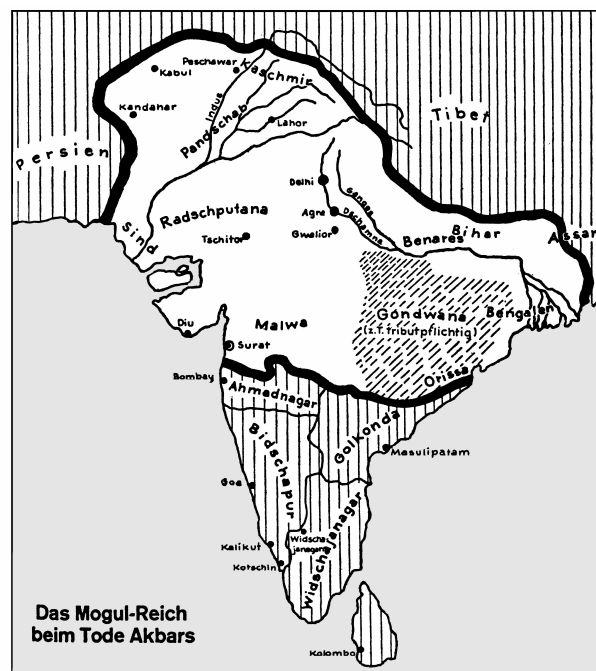 Peschawar
Kaschmir
Kabul
Indus
Kandahar
Pandschab
Lahor
Tibet
Persien
Delhi
Ganges
Radschputana
Agra
Dschamna
Sind
Tschitor
Gwalior
Benares
Bihar
Assam
Gondwana
(z.T. tributpflichtig)
Bengalen
Diu
Malwa
Surat
Orissa
Bombay
Ahmednagar
Golkonda
Bidschapur
Masulipatam
Goa
Widscha-
janagar
Widschajanagar
Kalikut
Kotschin
Das Mogul-Reich
beim Tode Akbars
Kolombo